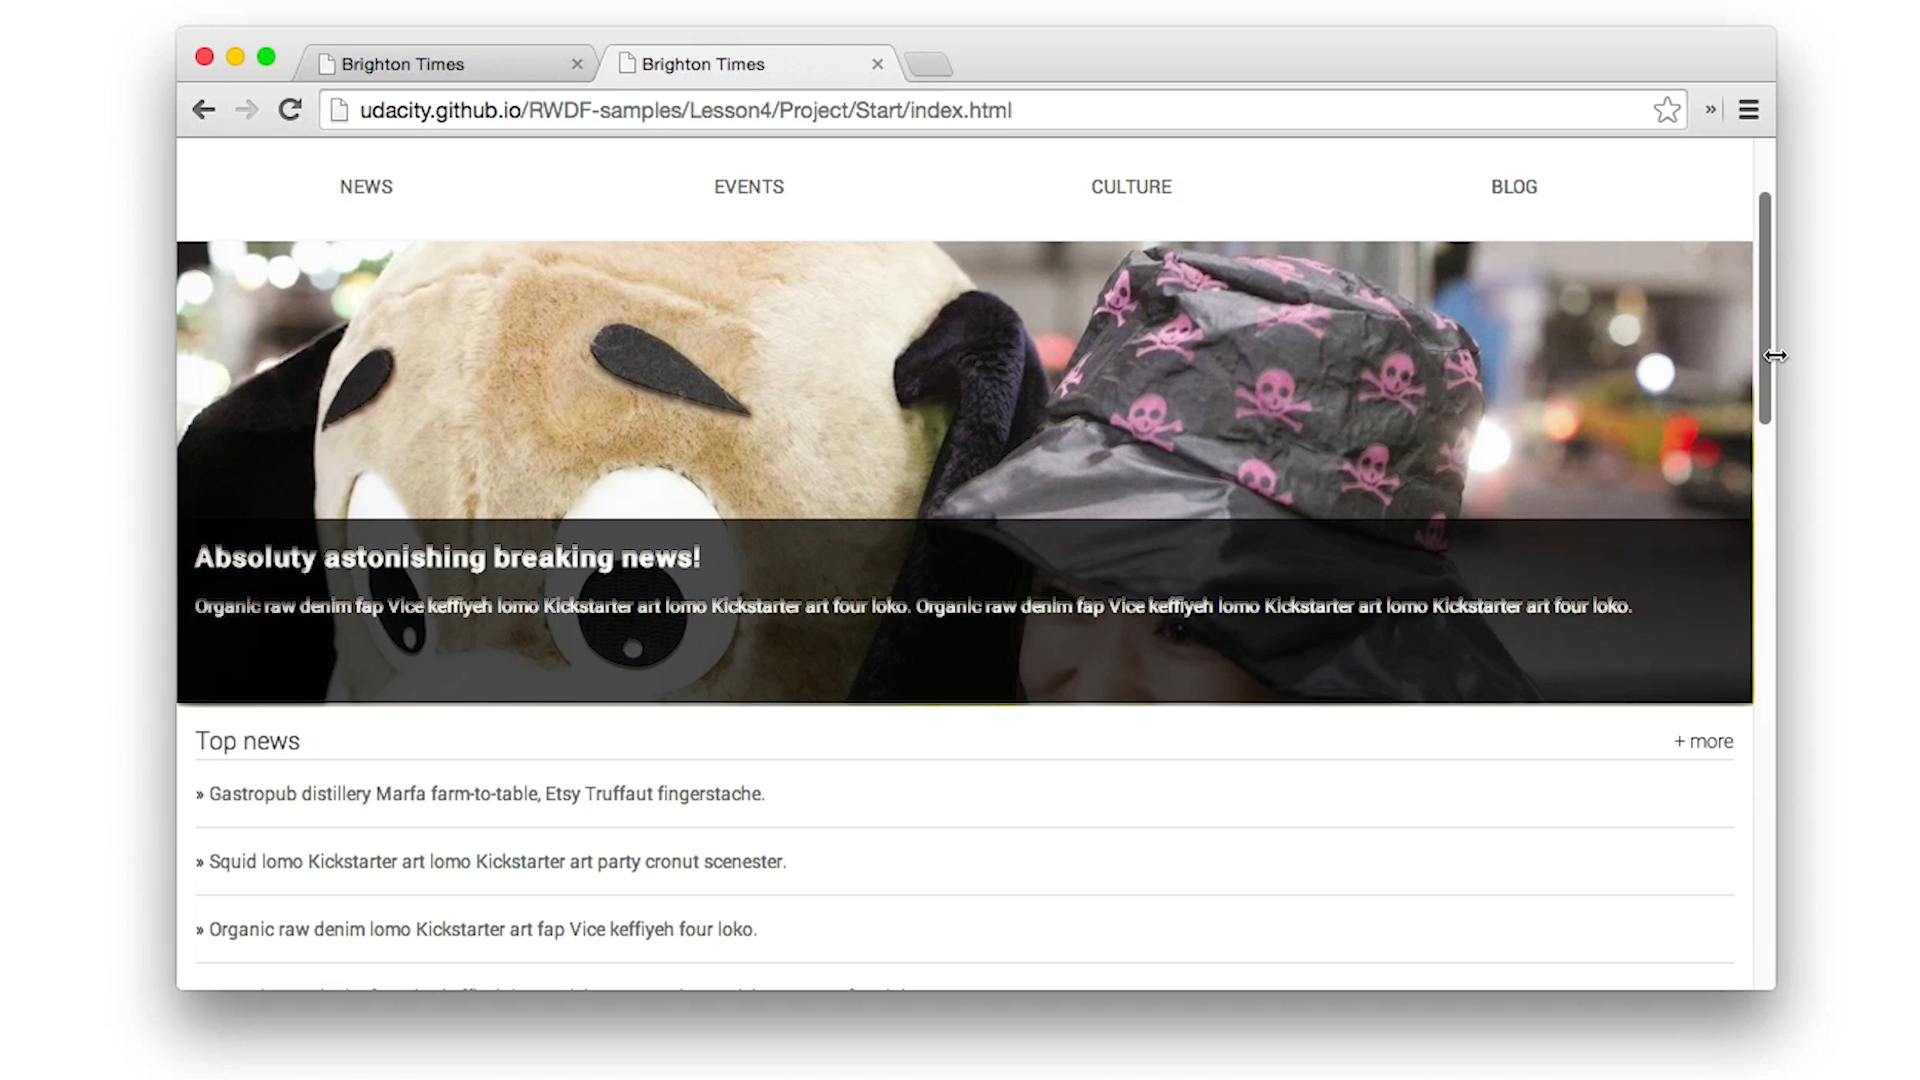 Brighton Times
Brighton Times
udacity.github.io/RWDF-samples/Lesson4/Project/Start/index.html
»
NEWS EVENTS CULTURE BLOG
Absoluty astonishing breaking news!
Organic raw denim fap Vice keffiyeh lomo Kickstarter art lomo Kickstarter art four loko. Organic raw denim fap Vice keffiyeh lomo Kickstarter art lomo Kickstarter art four loko.
Top news + more
» Gastropub distillery Marfa farm-to-table, Etsy Truffaut fingerstache.
» Squid lomo Kickstarter art lomo Kickstarter art party cronut scenester.
» Organic raw denim lomo Kickstarter art fap Vice keffiyeh four loko.